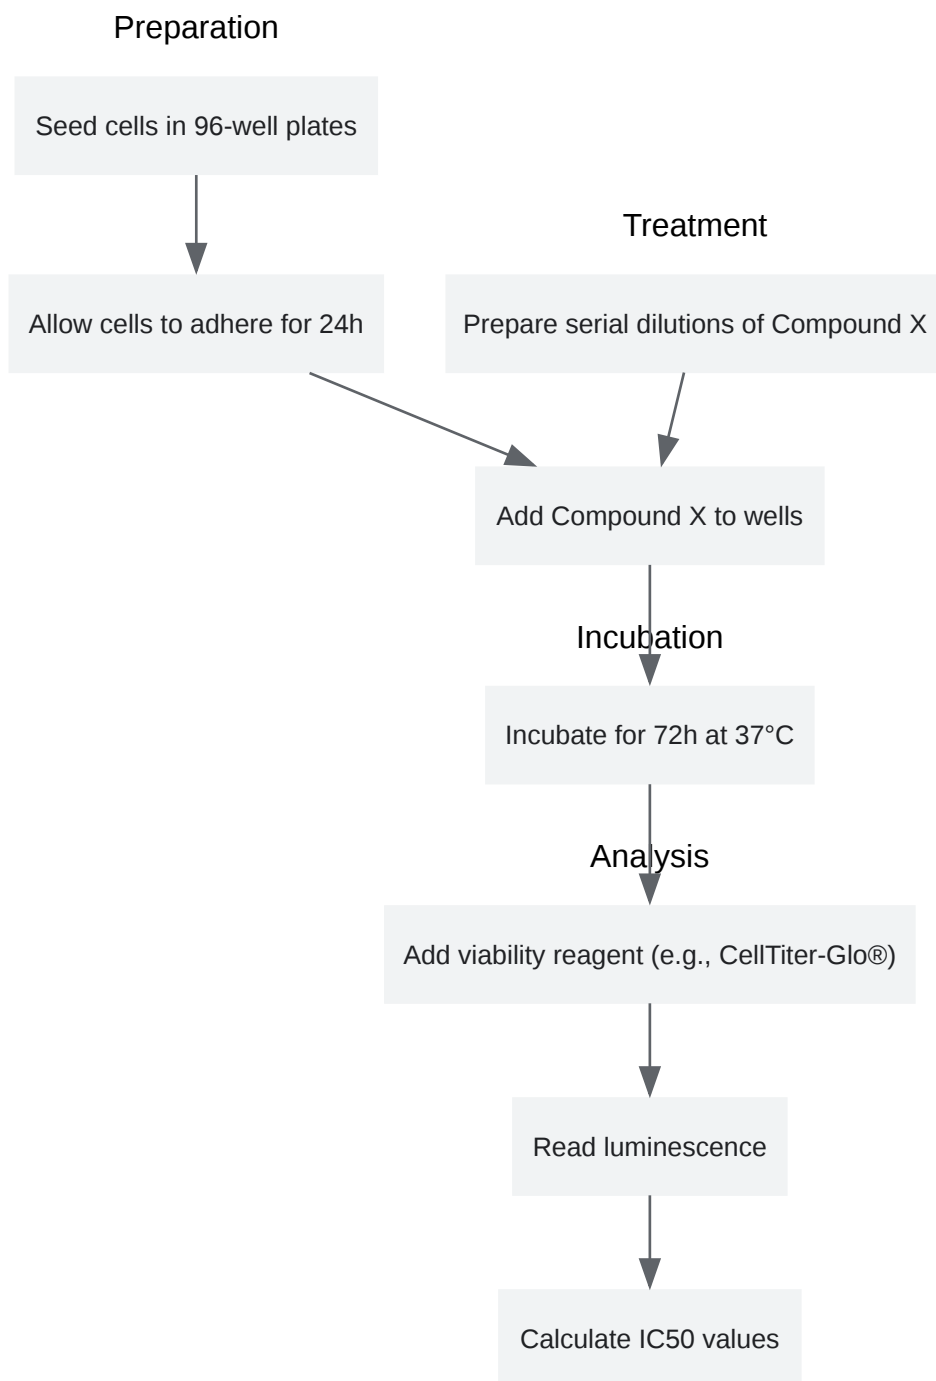 Preparation
Seed cells in 96-well plates
Treatment
Allow cells to adhere for 24h
Prepare serial dilutions of Compound X
Add Compound X to wells
Incubation
Incubate for 72h at 37°C
Analysis
Add viability reagent (e.g., CellTiter-Glo®)
Read luminescence
Calculate IC50 values